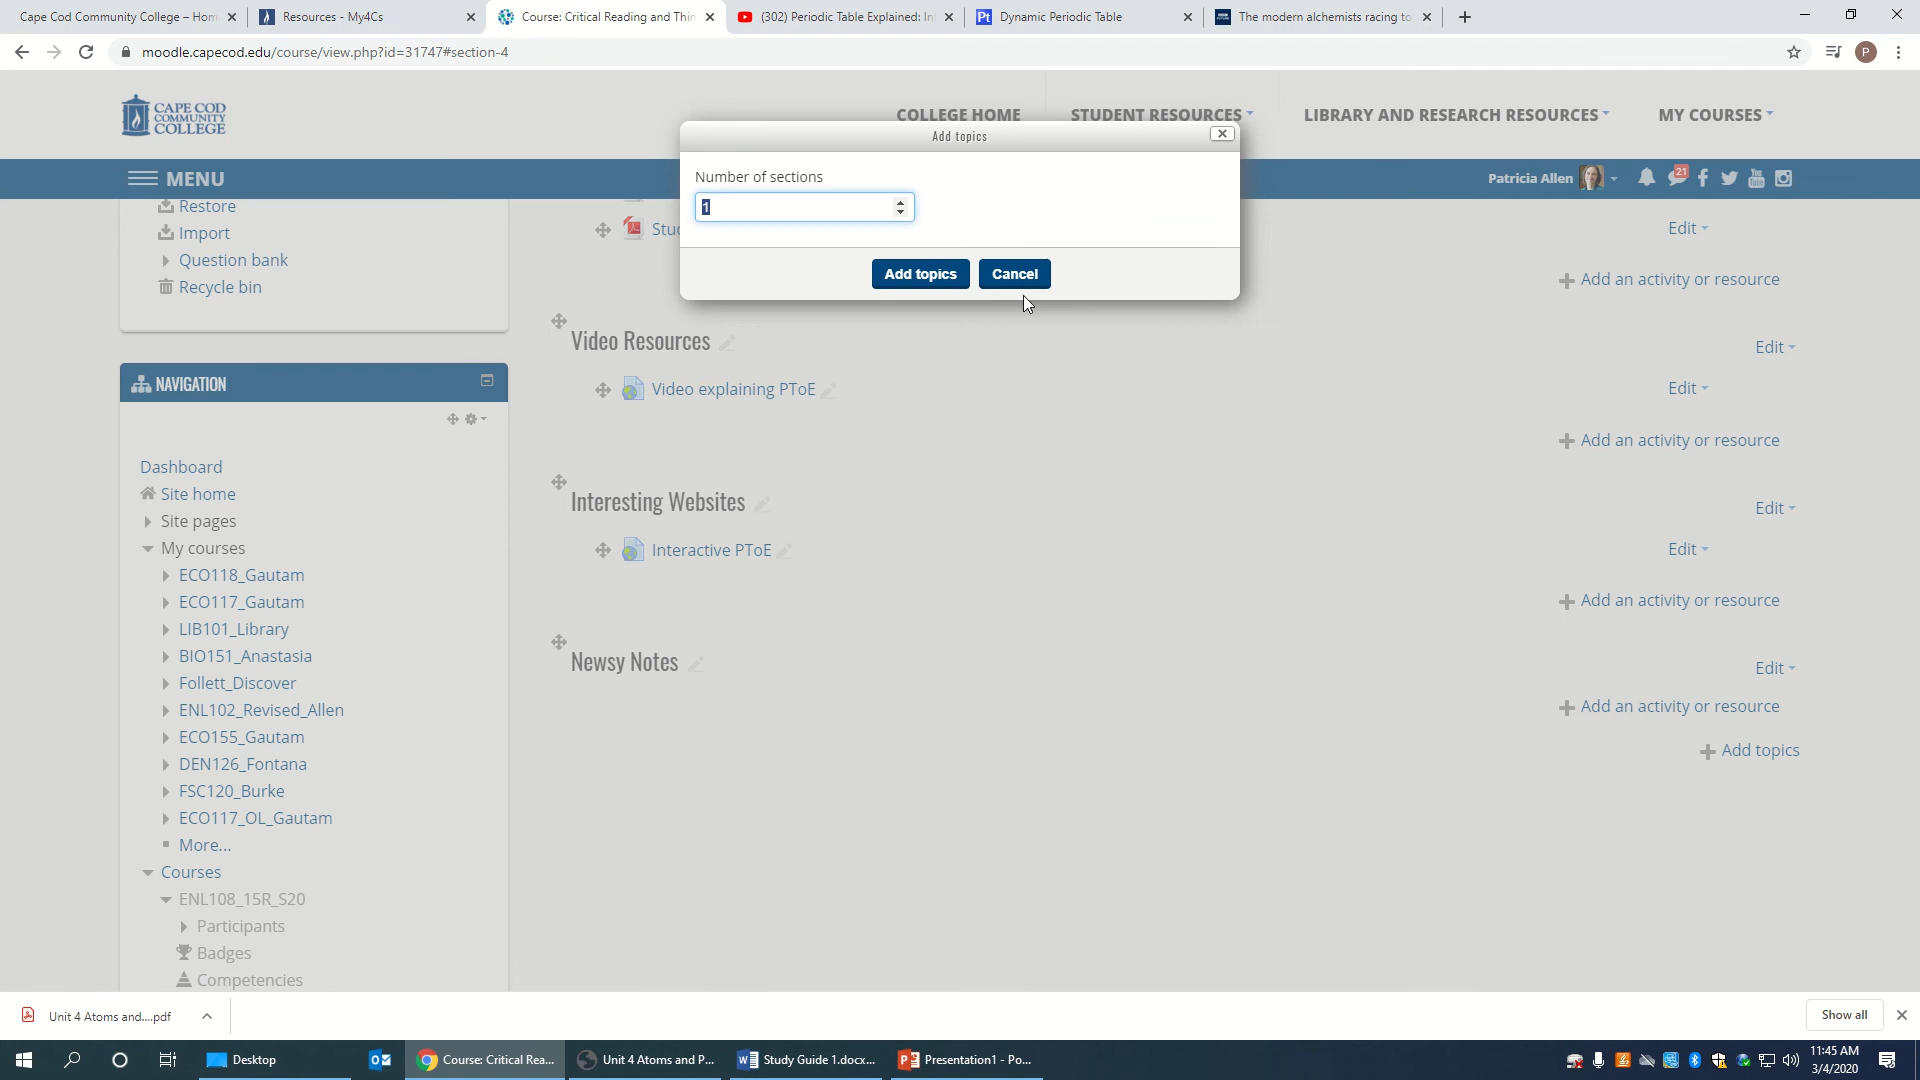 Cape Cod Community College – Hom
Resources - My4Cs
Course: Critical Reading and Thin
(302) Periodic Table Explained: In
Pt
Dynamic Periodic Table
The modern alchemists racing to
moodle.capecod.edu/course/view.php?id=31747#section-4
P
CAPE COD
COMMUNITY
COLLEGE
COLLEGE HOME
STUDENT RESOURCES
LIBRARY AND RESEARCH RESOURCES
MY COURSES
MENU
Patricia Allen
21
Add topics
Number of sections
1
Add topics
Cancel
Restore
Import
Question bank
Recycle bin
NAVIGATION
Dashboard
Site home
Site pages
My courses
ECO118_Gautam
ECO117_Gautam
LIB101_Library
BIO151_Anastasia
Follett_Discover
ENL102_Revised_Allen
ECO155_Gautam
DEN126_Fontana
FSC120_Burke
ECO117_OL_Gautam
More...
Courses
ENL108_15R_S20
Participants
Badges
Competencies
Stud
Edit
Add an activity or resource
Video Resources
Edit
Video explaining PToE
Edit
Add an activity or resource
Interesting Websites
Edit
Interactive PToE
Edit
Add an activity or resource
Newsy Notes
Edit
Add an activity or resource
Add topics
Unit 4 Atoms and....pdf
Show all
Desktop
Course: Critical Rea...
Unit 4 Atoms and P...
Study Guide 1.docx...
Presentation1 - Po...
11:45 AM
3/4/2020